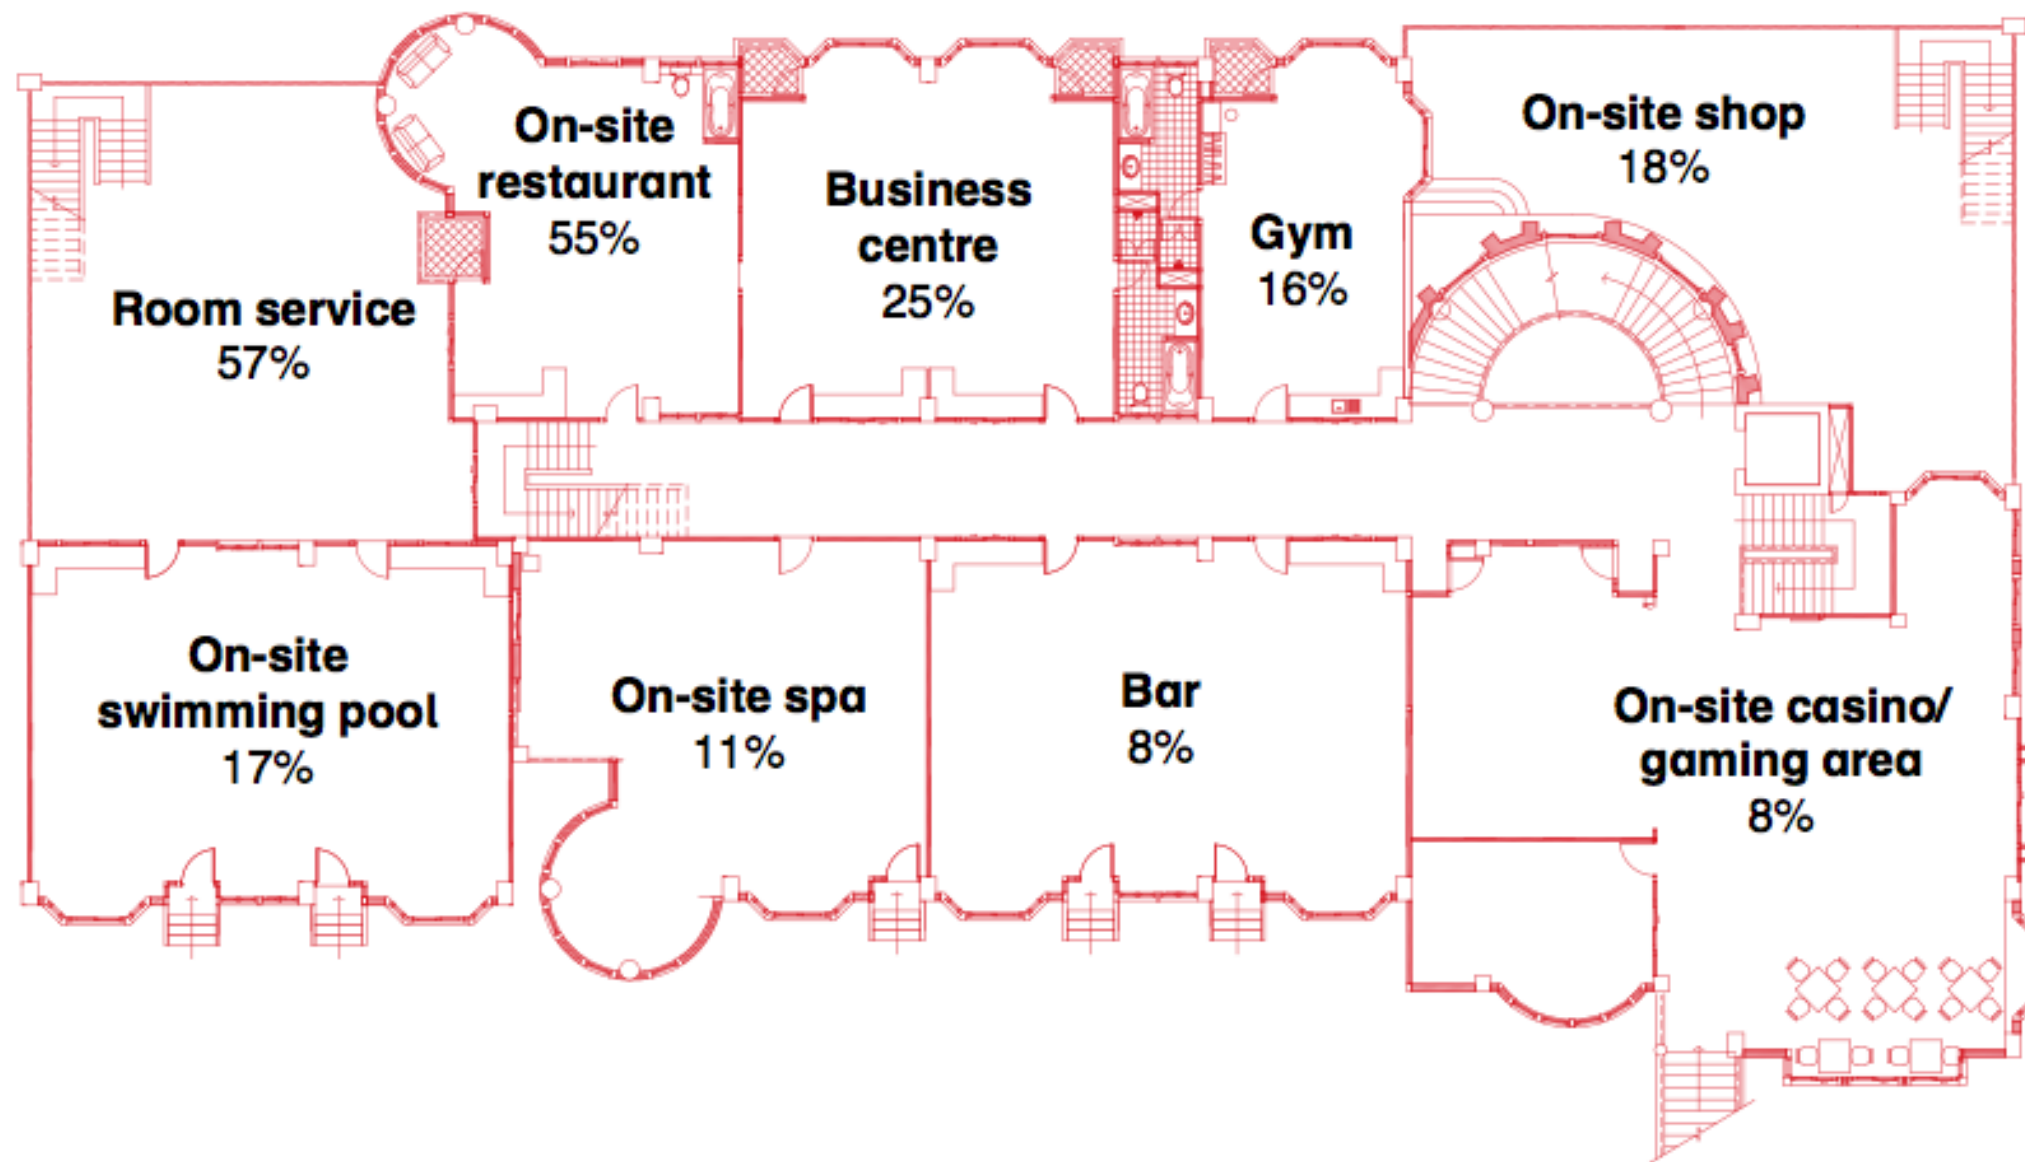 Room service
57%
On-site
restaurant
55%
Business
centre
25%
Gym
16%
On-site shop
18%
On-site
swimming pool
17%
On-site spa
11%
Bar
8%
On-site casino/
gaming area
8%